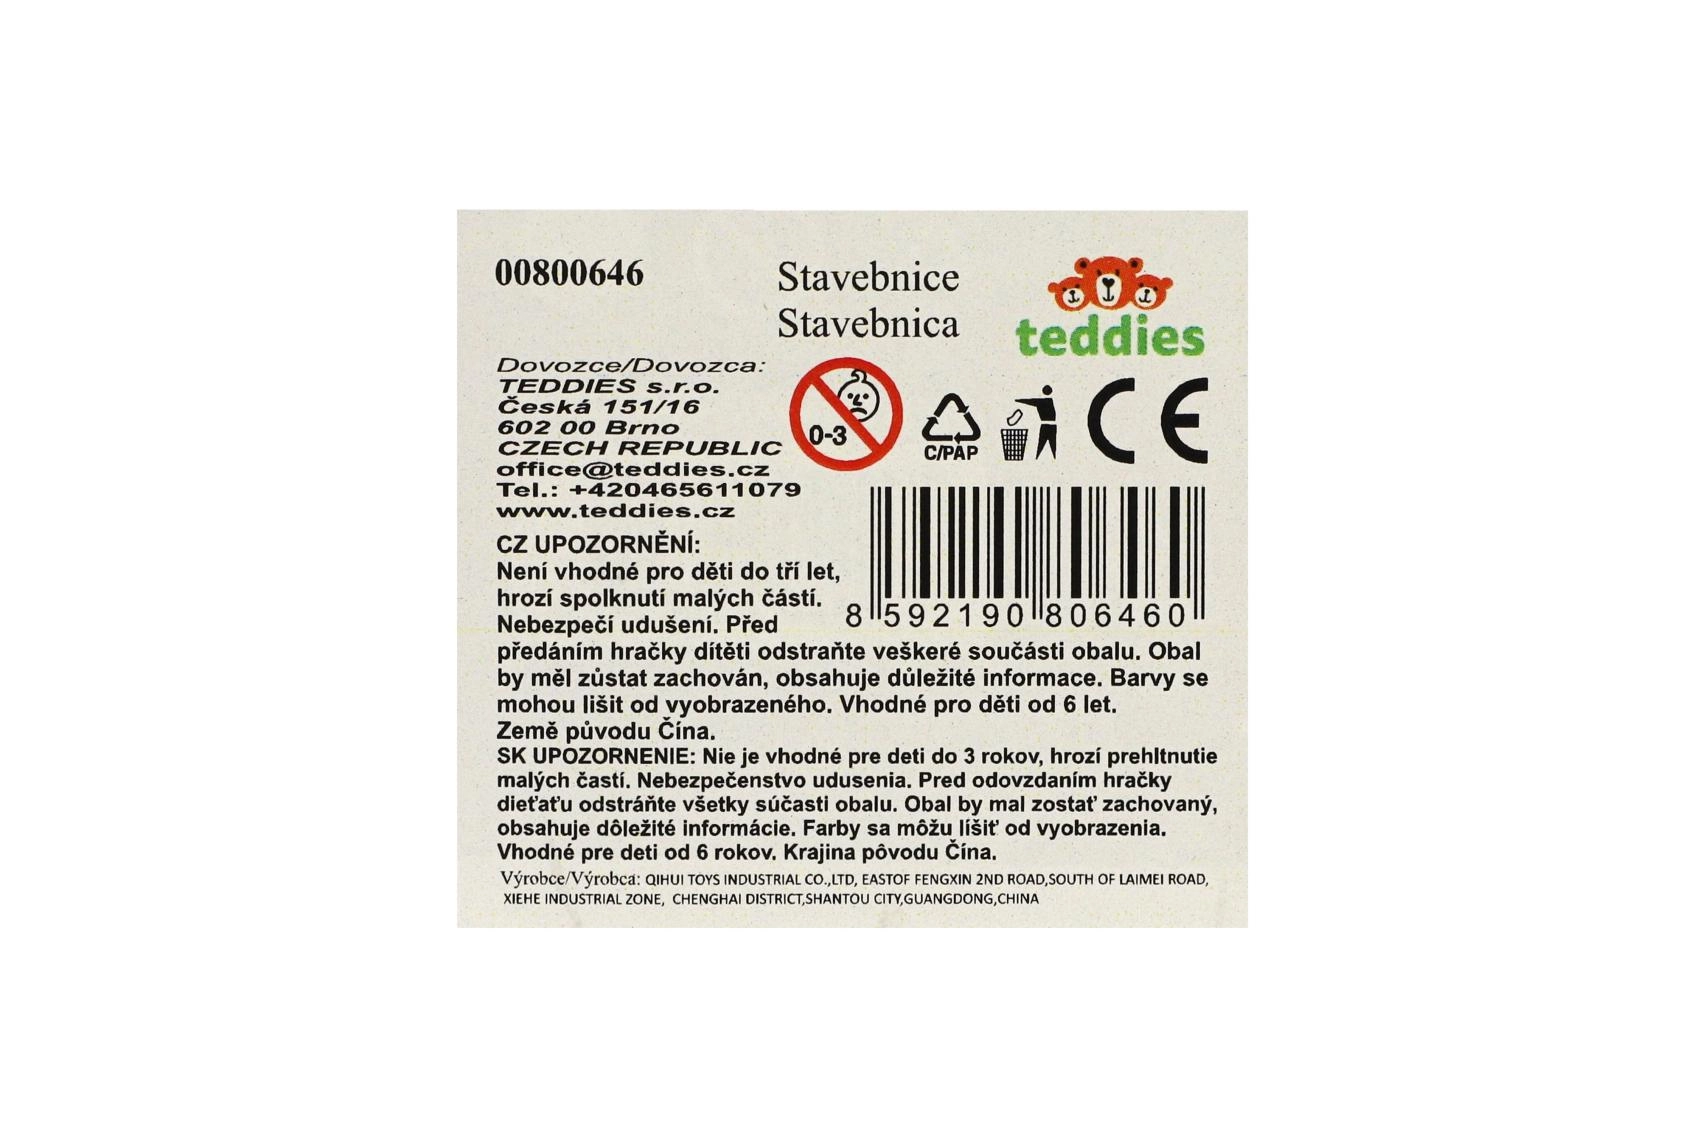 00800646
Stavebnice
Stavebnica
teddies
Dovozce/Dovozca:
TEDDIES s.r.o.
Česká 151/16
602 00 Brno
CZECH REPUBLIC
office@teddies.cz
Tel.: +420465611079
www.teddies.cz
0-3
C/PAP
CE
8 592190 806460
CZ UPOZORNĚNÍ:
Není vhodné pro děti do tří let,
hrozí spolknutí malých částí.
Nebezpečí udušení. Před
předáním hračky dítěti odstraňte veškeré součásti obalu. Obal
by měl zůstat zachován, obsahuje důležité informace. Barvy se
mohou lišit od vyobrazeného. Vhodné pro děti od 6 let.
Země původu Čína.
SK UPOZORNENIE: Nie je vhodné pre deti do 3 rokov, hrozí prehltnutie
malých častí. Nebezpečenstvo udusenia. Pred odovzdaním hračky
dieťaťu odstráňte všetky súčasti obalu. Obal by mal zostať zachovaný,
obsahuje dôležité informácie. Farby sa môžu líšiť od vyobrazenia.
Vhodné pre deti od 6 rokov. Krajina pôvodu Čína.
Výrobce/Výrobca: QIHUI TOYS INDUSTRIAL CO.,LTD, EASTOF FENGXIN 2ND ROAD,SOUTH OF LAIMEI ROAD,
XIEHE INDUSTRIAL ZONE, CHENGHAI DISTRICT,SHANTOU CITY,GUANGDONG,CHINA